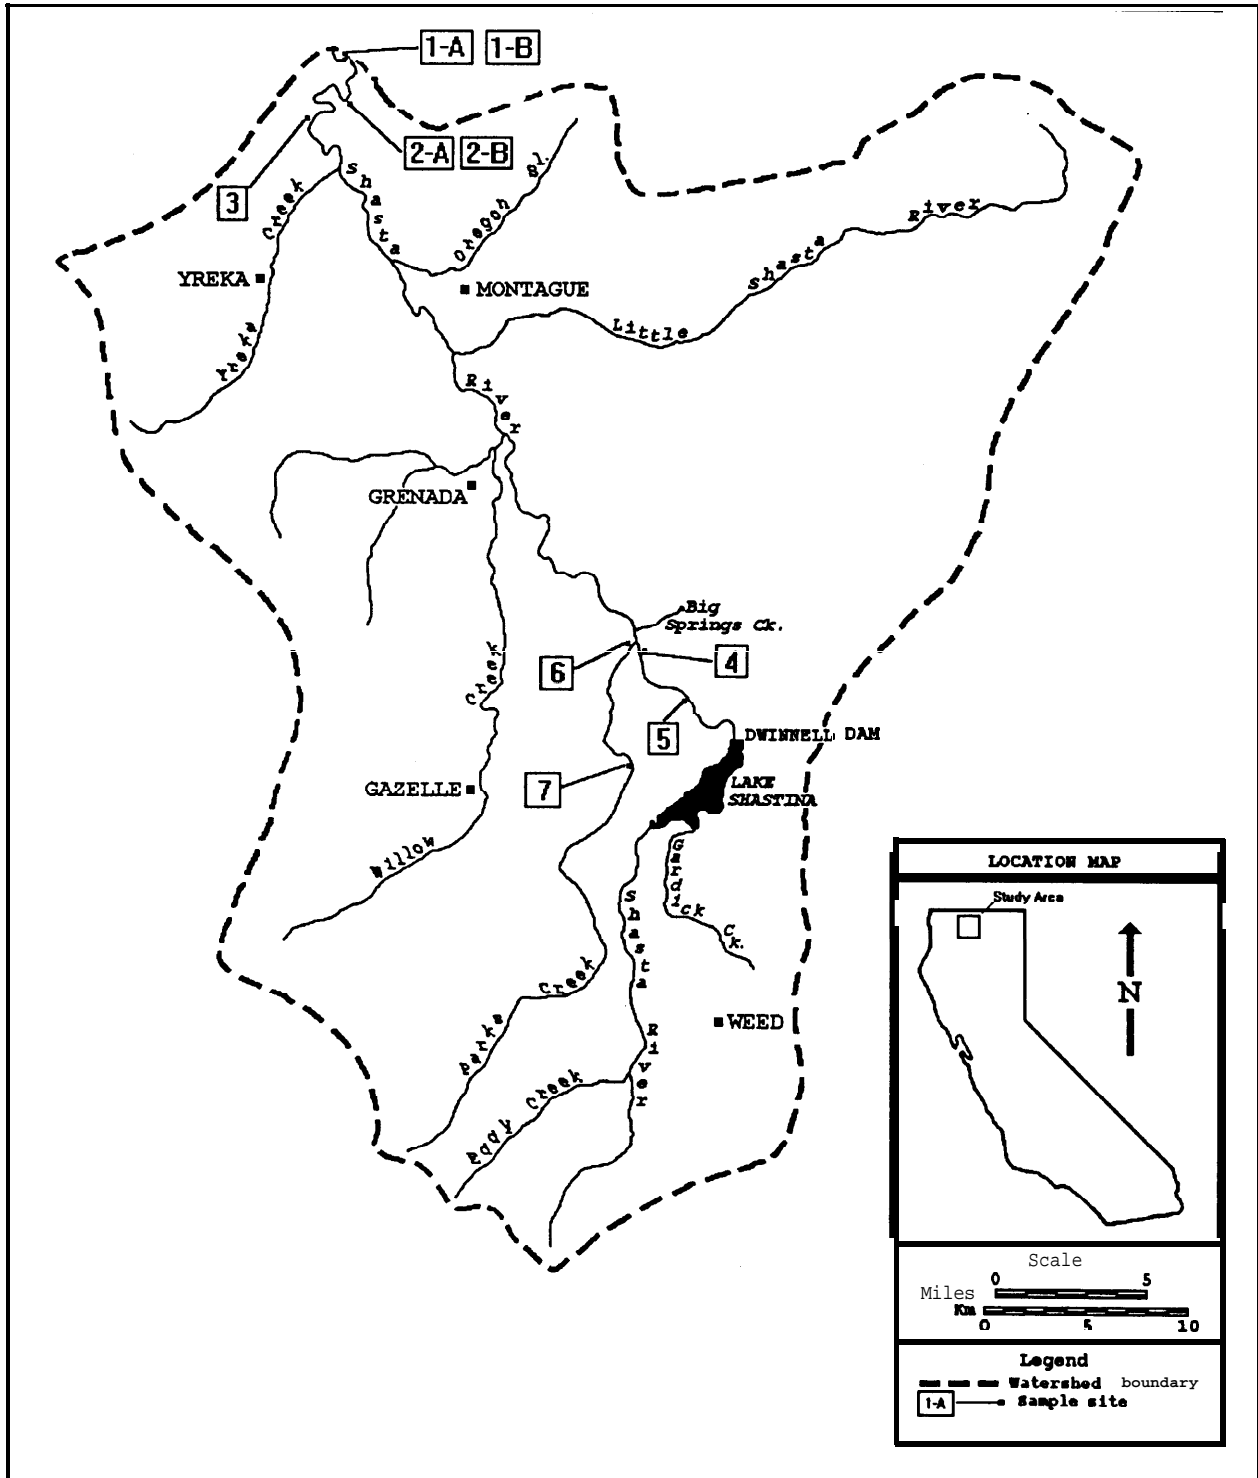 1-A 1-B
2-A 2-B
3
Shasta
Creek
Oregon Sl.
River
Shasta
YREKA
MONTAGUE
Little
Yreka
River
GRENADA
Big
Springs Ck.
6
4
Creek
5
DWINNELL DAM
7
GAZELLE
LAKE
SHASTINA
Willow
Gardick
Ck.
Shasta
Creek
WEED
Parks
River
Creek
Eddy
LOCATION MAP
Study Area
N
Scale
0 5
Miles
Km
0 5 10
Legend
Watershed boundary
1-A Sample site